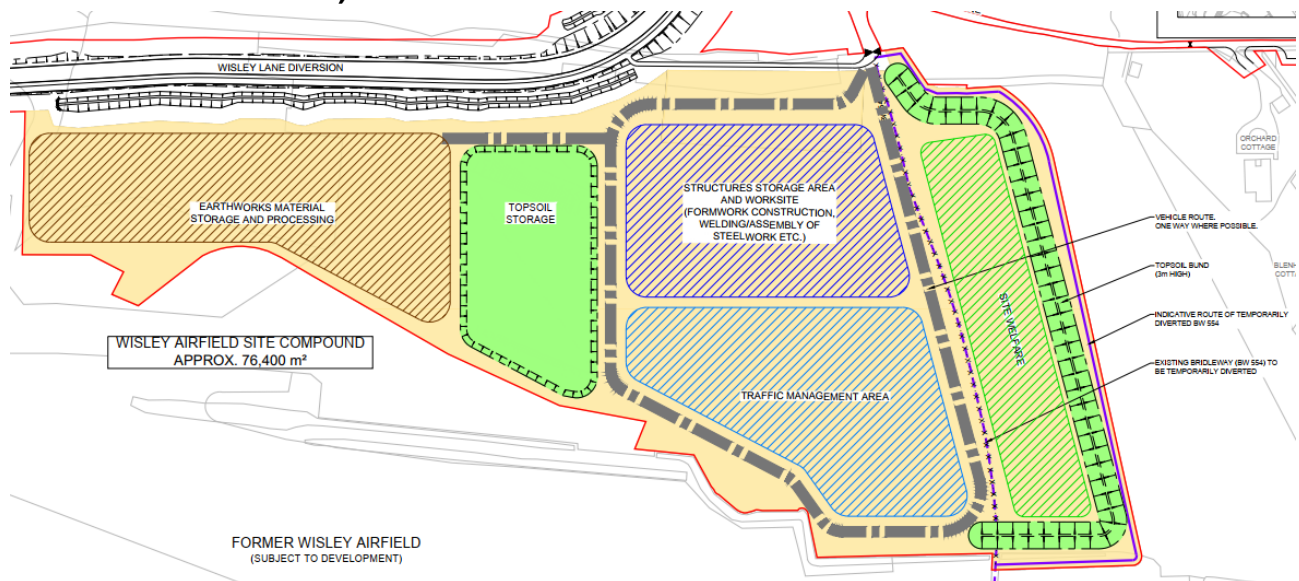 WISLEY LANE DIVERSION
ORCHARD
COTTAGE
EARTHWORKS MATERIAL
STORAGE AND PROCESSING
TOPSOIL
STORAGE
STRUCTURES STORAGE AREA
AND WORKSITE
(FORMWORK CONSTRUCTION,
WELDING/ASSEMBLY OF
STEELWORK ETC.)
VEHICLE ROUTE.
ONE WAY WHERE POSSIBLE.
TOPSOIL BUND
(3m HIGH)
BLENH
COTTA
INDICATIVE ROUTE OF TEMPORARILY
DIVERTED BW 554
SITE WELFARE
WISLEY AIRFIELD SITE COMPOUND
APPROX. 76,400 m²
EXISTING BRIDLEWAY (BW 554) TO
BE TEMPORARILY DIVERTED
TRAFFIC MANAGEMENT AREA
FORMER WISLEY AIRFIELD
(SUBJECT TO DEVELOPMENT)